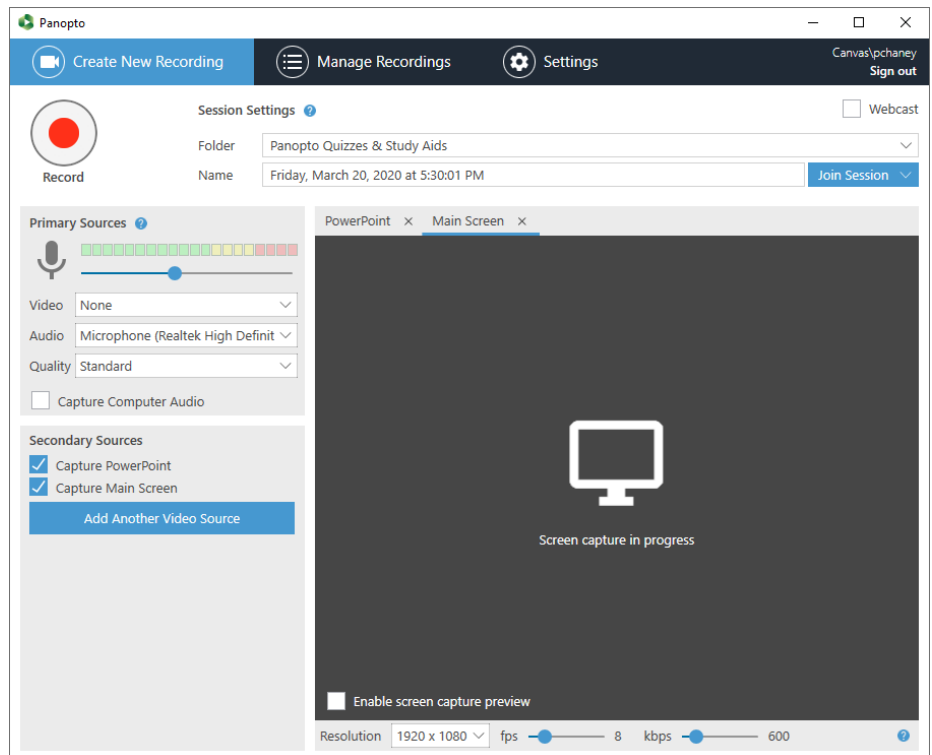 Panopto
Create New Recording
Manage Recordings
Settings
Canvas\pchaney
Sign out
Record
Session Settings
Webcast
Folder
Panopto Quizzes & Study Aids
Name
Friday, March 20, 2020 at 5:30:01 PM
Join Session
Primary Sources
Video
None
Audio
Microphone (Realtek High Definit
Quality
Standard
Capture Computer Audio
Secondary Sources
Capture PowerPoint
Capture Main Screen
Add Another Video Source
PowerPoint
Main Screen
Screen capture in progress
Enable screen capture preview
Resolution
1920 x 1080
fps
8
kbps
600